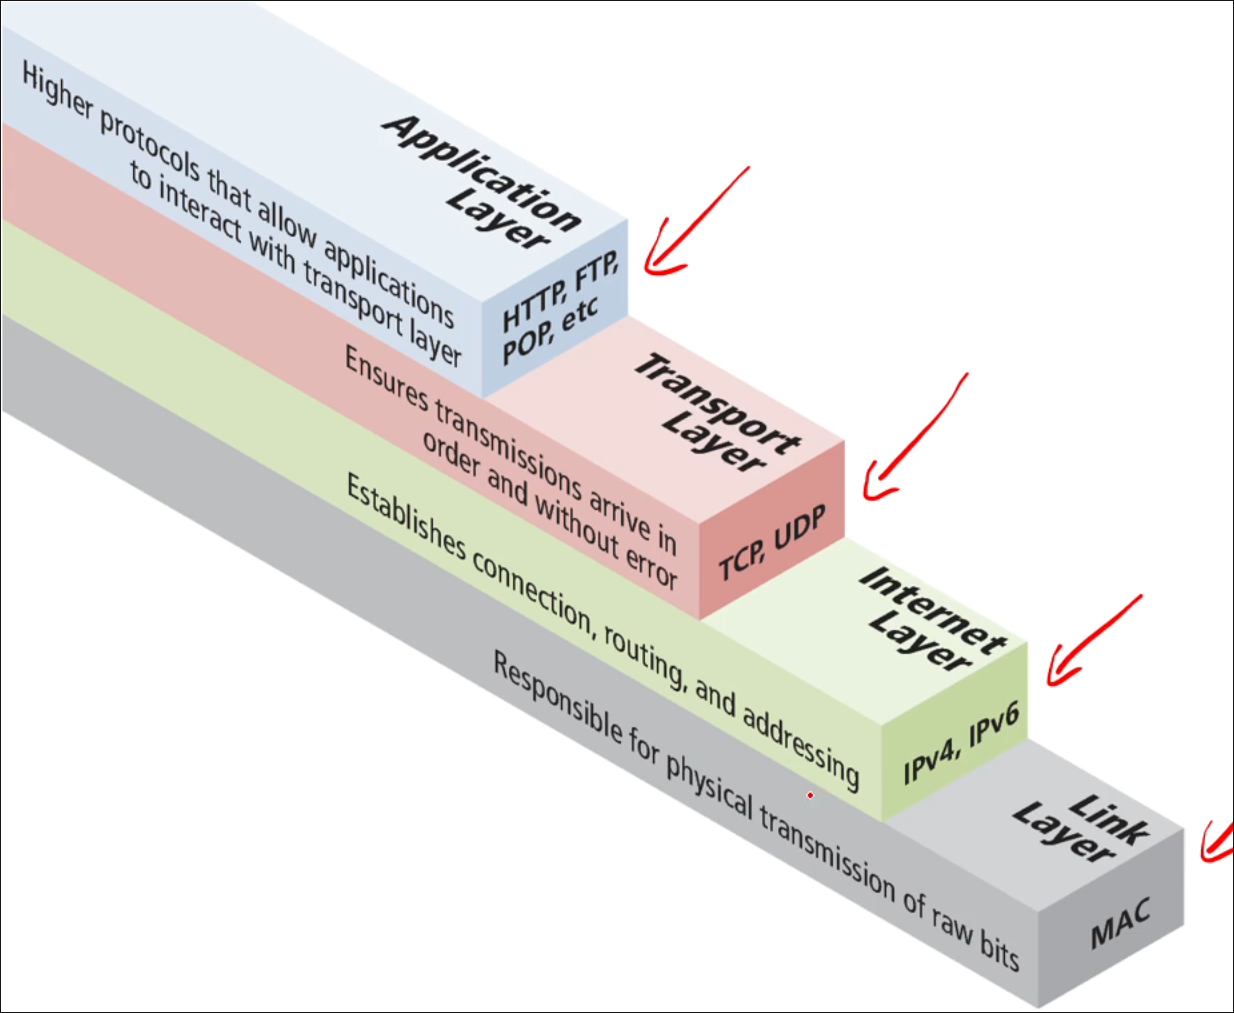 Application
Layer
Higher protocols that allow applications
to interact with transport layer
HTTP, FTP,
POP, etc
Transport
Layer
Ensures transmissions arrive in
order and without error
TCP, UDP
Internet
Layer
Establishes connection, routing, and addressing
IPv4, IPv6
Link
Layer
Responsible for physical transmission of raw bits
MAC